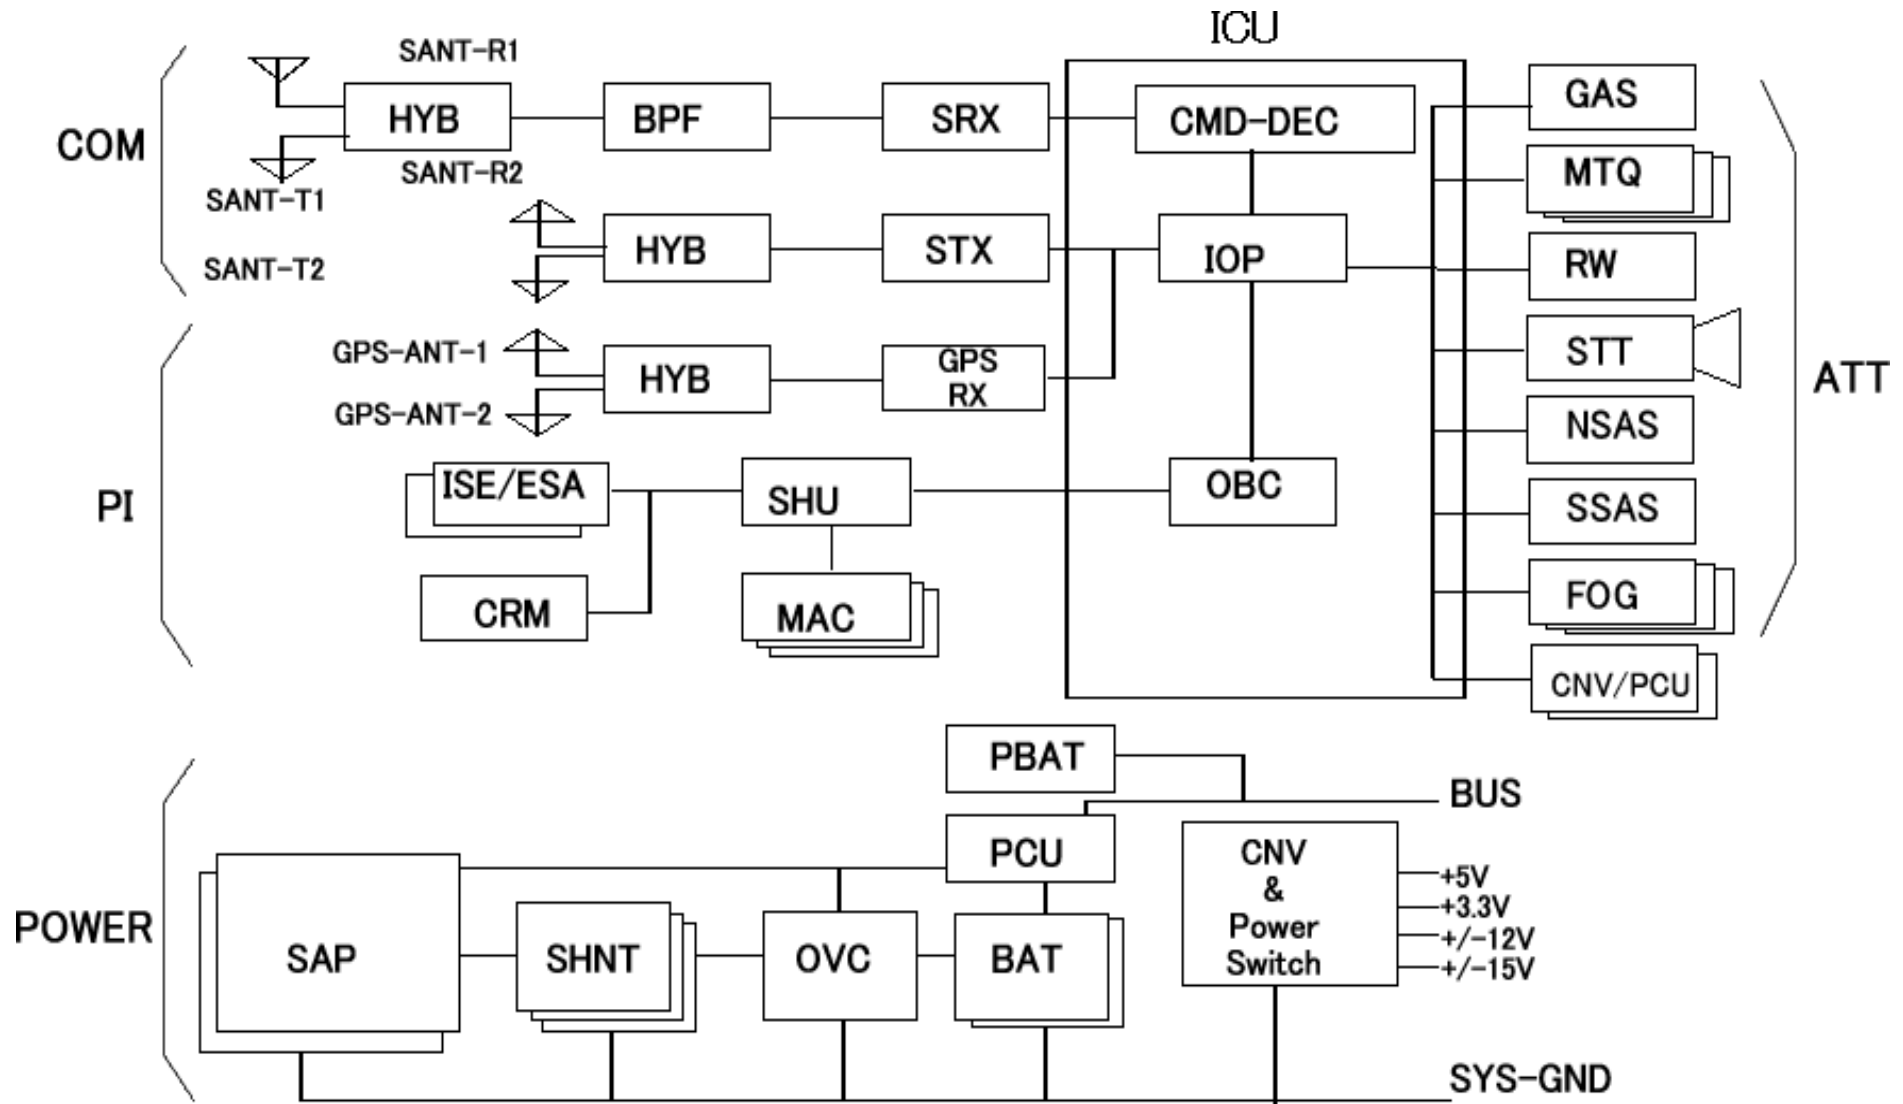 ICU
SANT-R1
COM
HYB
BPF
SRX
CMD-DEC
GAS
SANT-R2
SANT-T1
MTQ
SANT-T2
HYB
STX
IOP
RW
GPS-ANT-1
GPS-ANT-2
HYB
GPS
RX
STT
ATT
NSAS
PI
ISE/ESA
SHU
OBC
SSAS
CRM
MAC
FOG
CNV/PCU
PBAT
BUS
PCU
CNV
&
Power
Switch
+5V
+3.3V
+/-12V
+/-15V
POWER
SAP
SHNT
OVC
BAT
SYS-GND